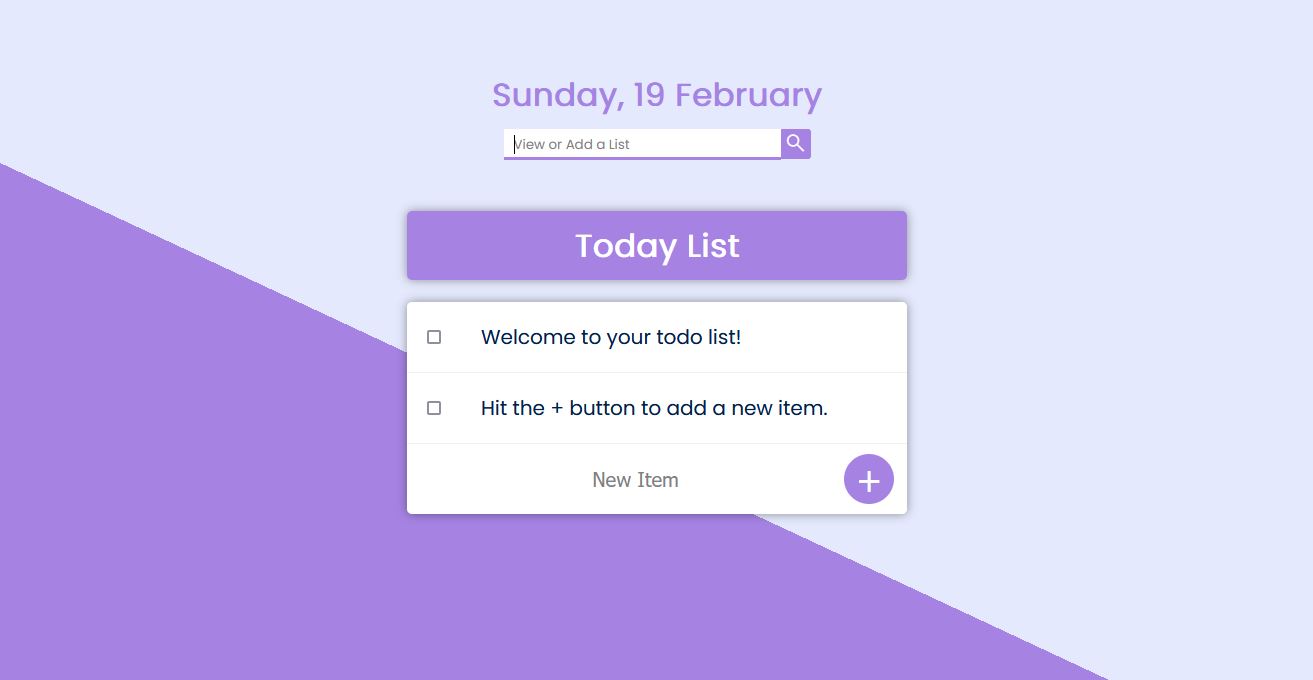 Sunday, 19 February
View or Add a List
Today List
Welcome to your todo list!
Hit the + button to add a new item.
New Item
+